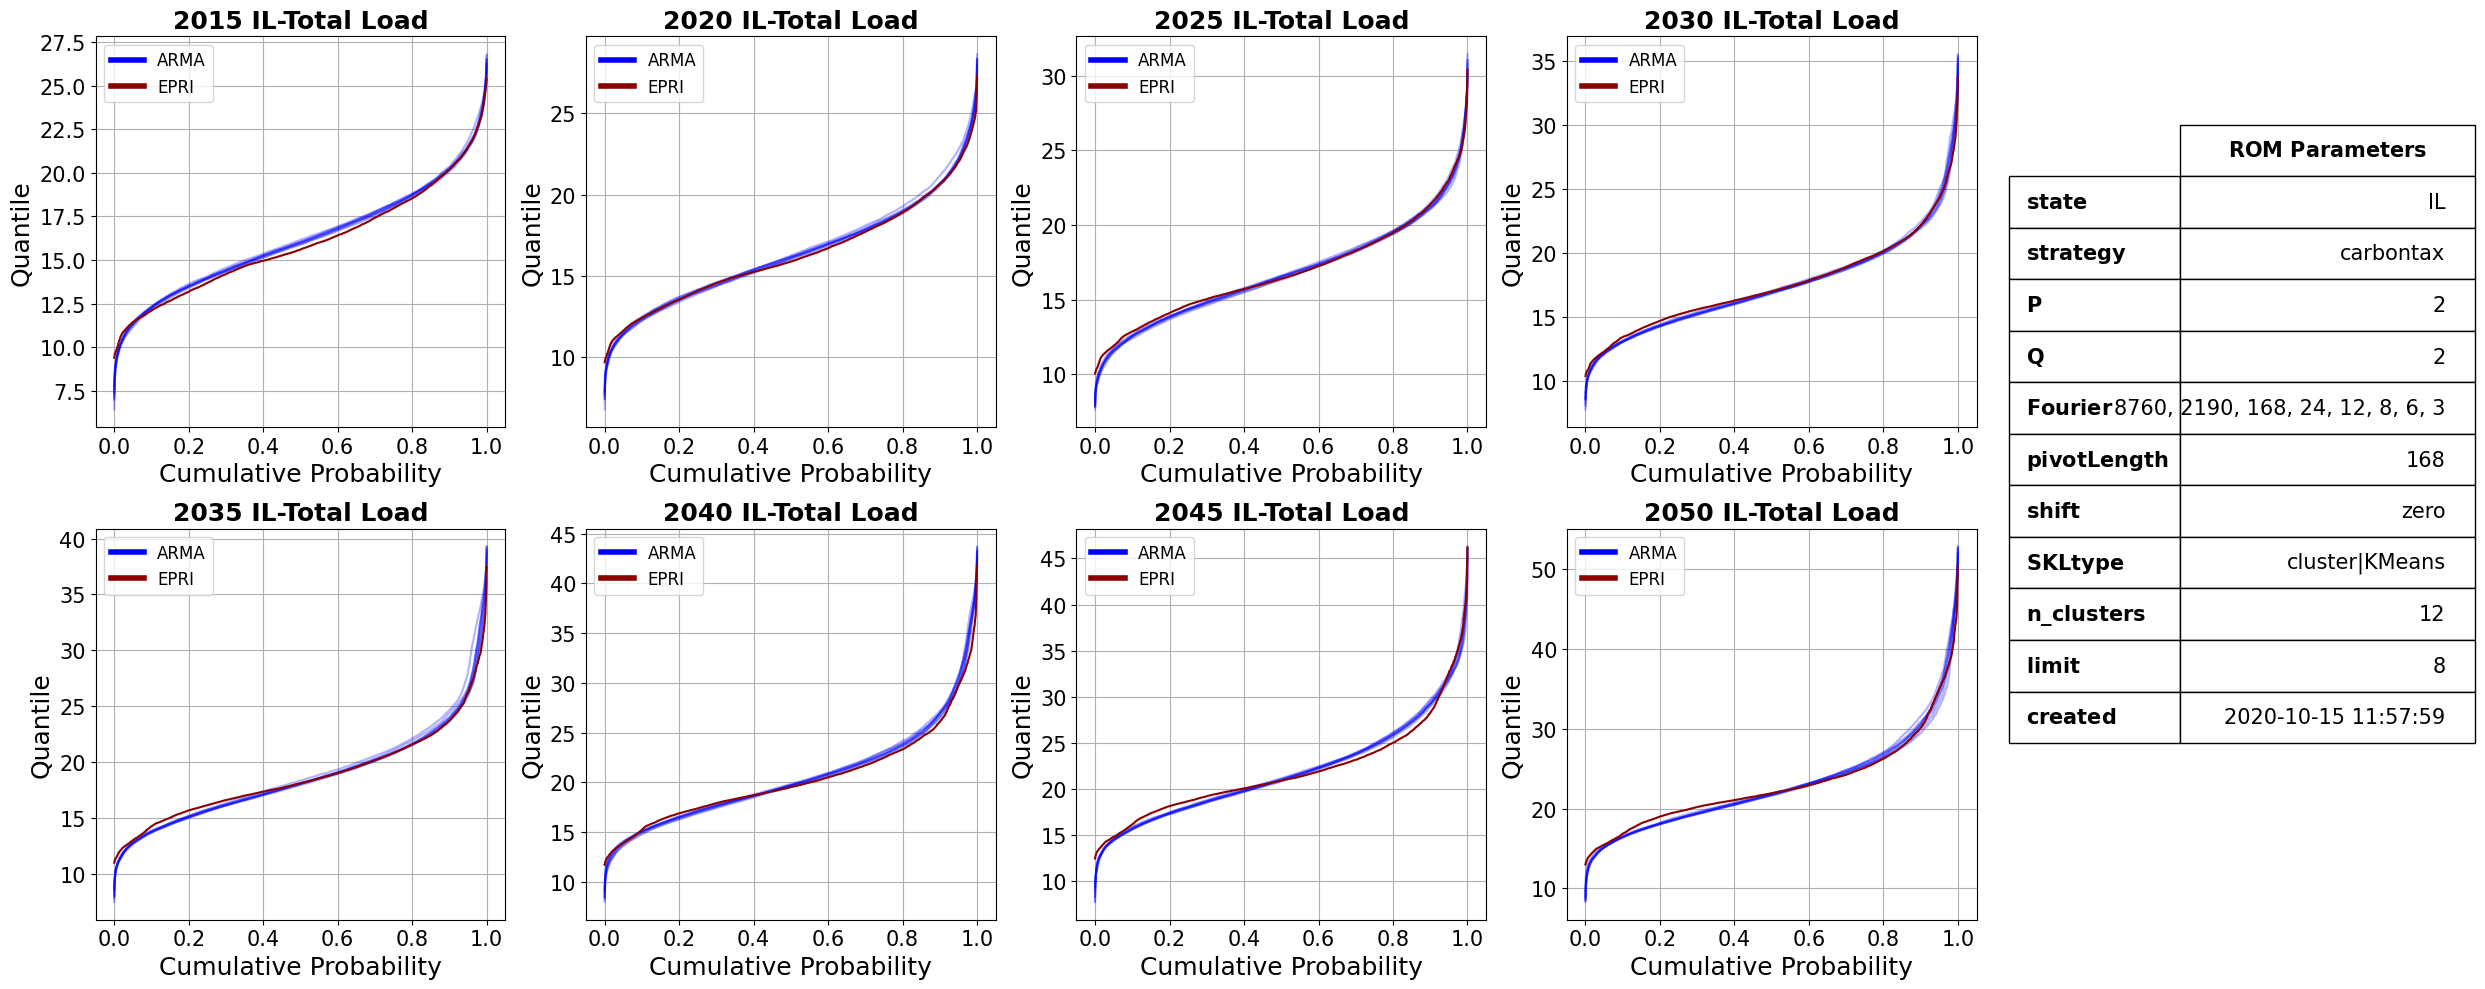 2015 IL-Total Load
27.5
25.0
22.5
20.0
17.5
15.0
12.5
10.0
7.5
Quantile
ARMA
EPRI
0.0 0.2 0.4 0.6 0.8 1.0
Cumulative Probability
2020 IL-Total Load
25
20
15
10
Quantile
ARMA
EPRI
0.0 0.2 0.4 0.6 0.8 1.0
Cumulative Probability
2025 IL-Total Load
30
25
20
15
10
Quantile
ARMA
EPRI
0.0 0.2 0.4 0.6 0.8 1.0
Cumulative Probability
2030 IL-Total Load
35
30
25
20
15
10
Quantile
ARMA
EPRI
0.0 0.2 0.4 0.6 0.8 1.0
Cumulative Probability
2035 IL-Total Load
40
35
30
25
20
15
10
Quantile
ARMA
EPRI
0.0 0.2 0.4 0.6 0.8 1.0
Cumulative Probability
2040 IL-Total Load
45
40
35
30
25
20
15
10
Quantile
ARMA
EPRI
0.0 0.2 0.4 0.6 0.8 1.0
Cumulative Probability
2045 IL-Total Load
45
40
35
30
25
20
15
10
Quantile
ARMA
EPRI
0.0 0.2 0.4 0.6 0.8 1.0
Cumulative Probability
2050 IL-Total Load
50
40
30
20
10
Quantile
ARMA
EPRI
0.0 0.2 0.4 0.6 0.8 1.0
Cumulative Probability
ROM Parameters
state IL
strategy carbontax
P 2
Q 2
Fourier 8760, 2190, 168, 24, 12, 8, 6, 3
pivotLength 168
shift zero
SKLtype cluster|KMeans
n_clusters 12
limit 8
created 2020-10-15 11:57:59